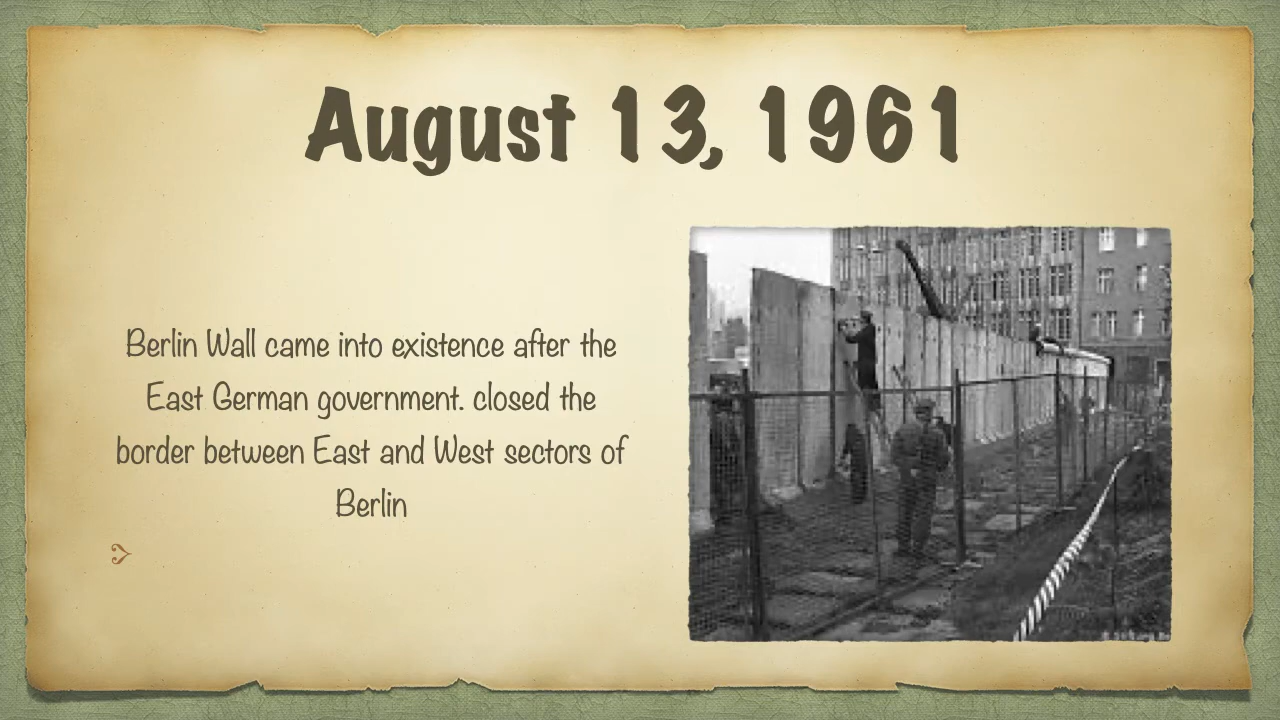 August 13, 1961
Berlin Wall came into existence after the
East German government. closed the
border between East and West sectors of
Berlin